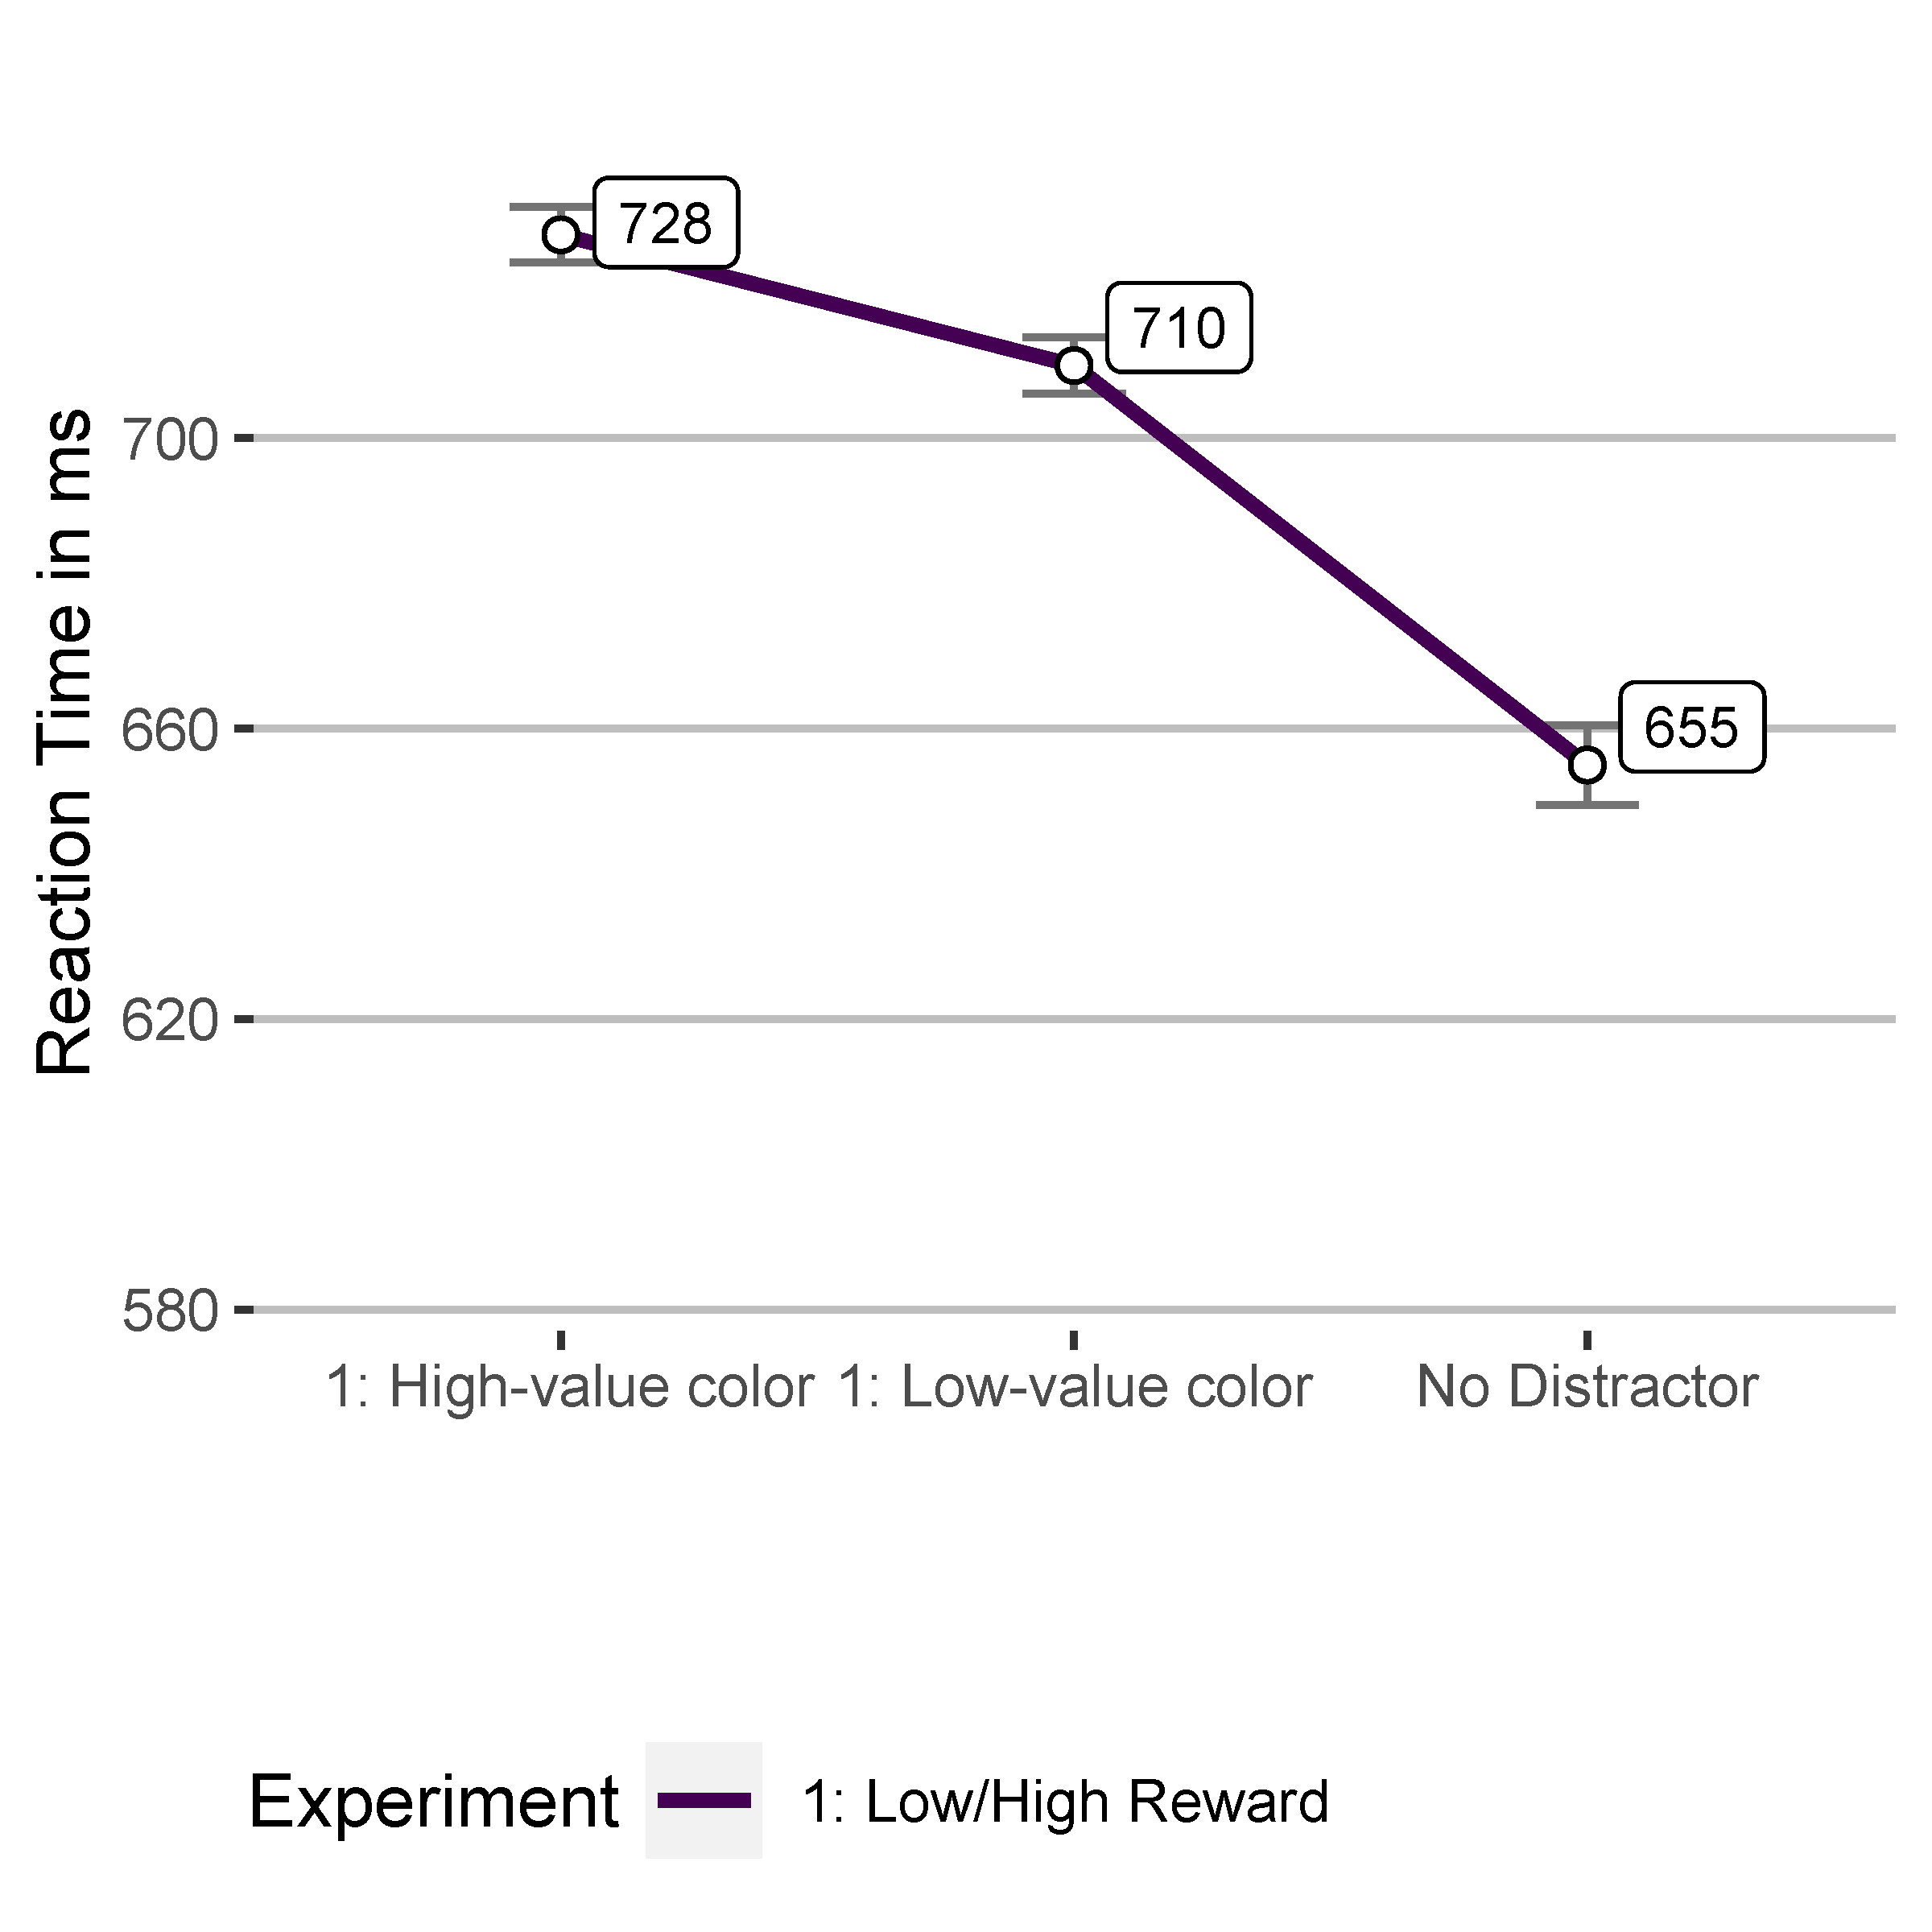 Reaction Time in ms
700
660
620
580
728
710
655
1: High-value color
1: Low-value color
No Distractor
Experiment
1: Low/High Reward